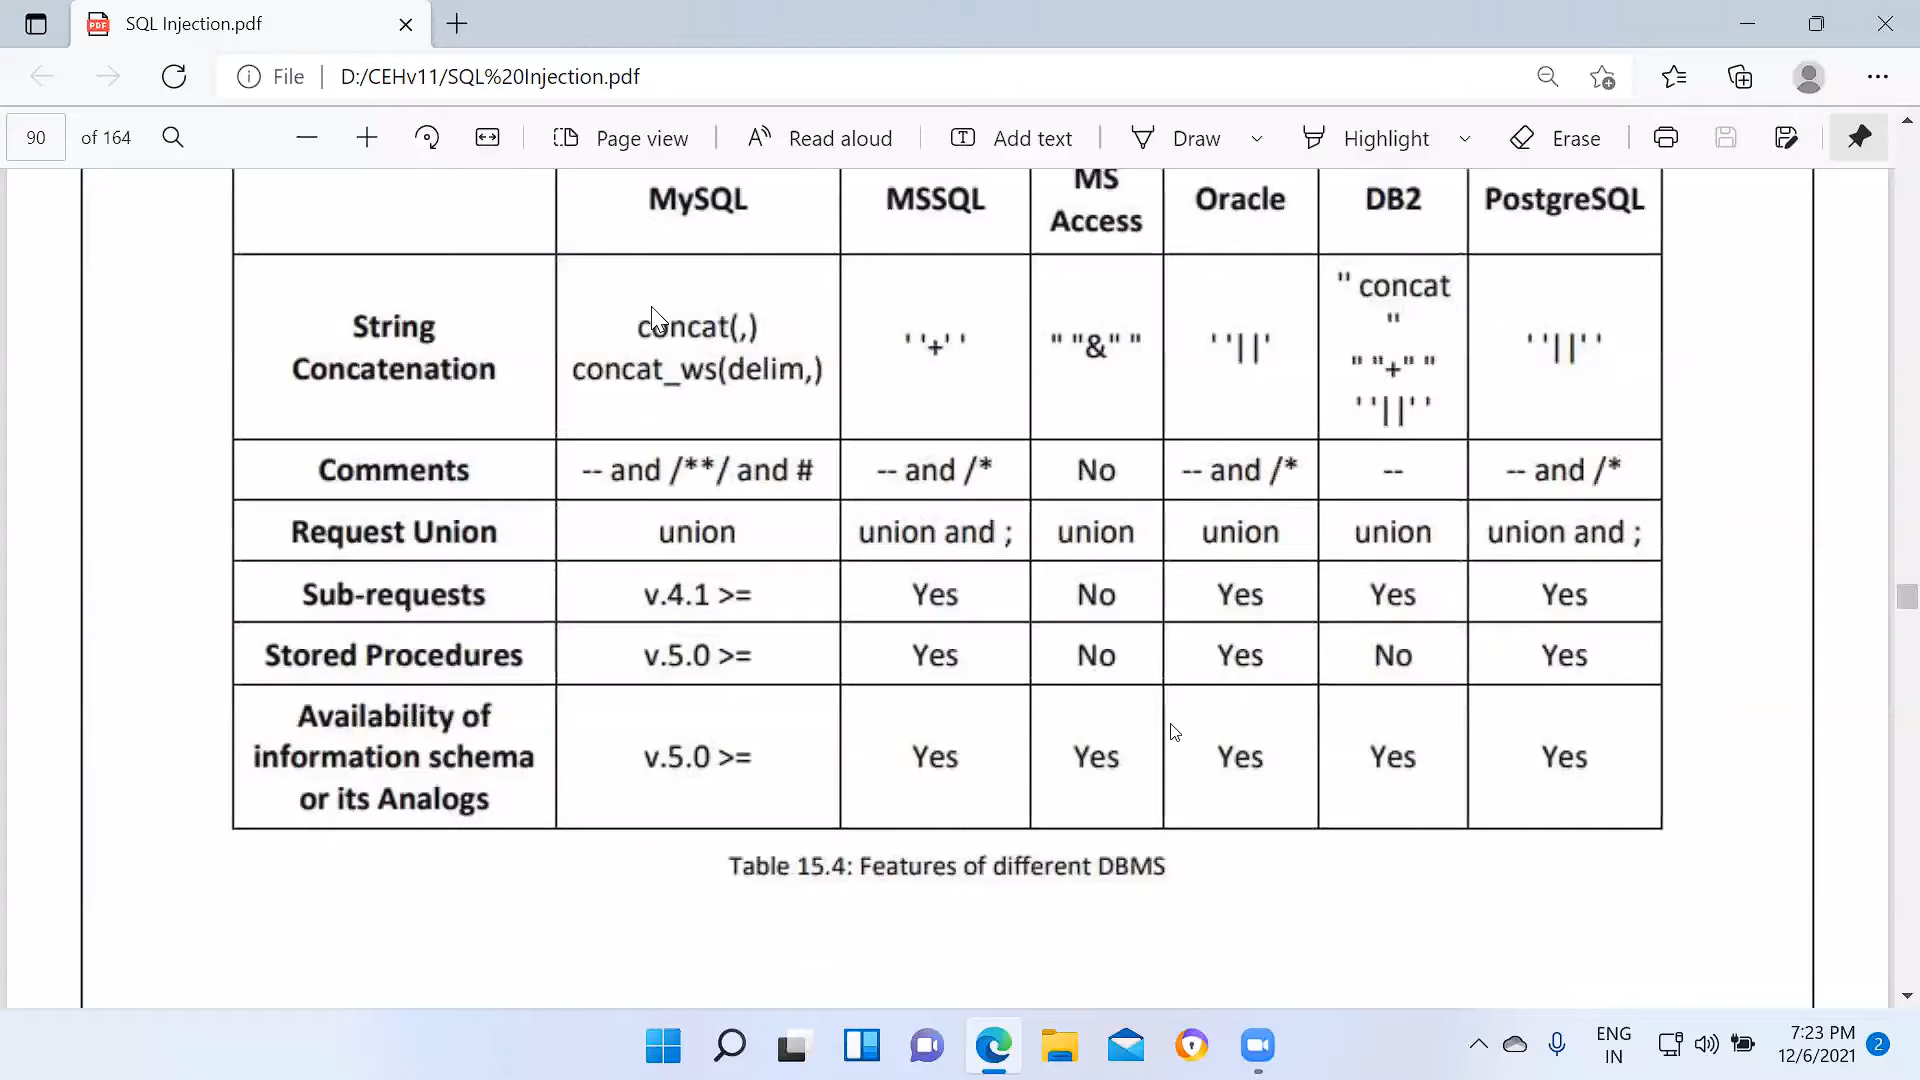 SQL Injection.pdf
File D:/CEHv11/SQL%20Injection.pdf
90 of 164 Page view Read aloud Add text Draw Highlight Erase
MySQL MSSQL MS Access Oracle DB2 PostgreSQL
String Concatenation
concat(,)
concat_ws(delim,)
' '+' '
" "&" "
' '||'
" concat
"
" "+" "
' '||' '
' '||' '
Comments -- and /**/ and # -- and /* No -- and /* -- -- and /*
Request Union union union and ; union union union union and ;
Sub-requests v.4.1 >= Yes No Yes Yes Yes
Stored Procedures v.5.0 >= Yes No Yes No Yes
Availability of
information schema
or its Analogs
v.5.0 >= Yes Yes Yes Yes Yes
Table 15.4: Features of different DBMS
ENG
IN
7:23 PM
12/6/2021
2